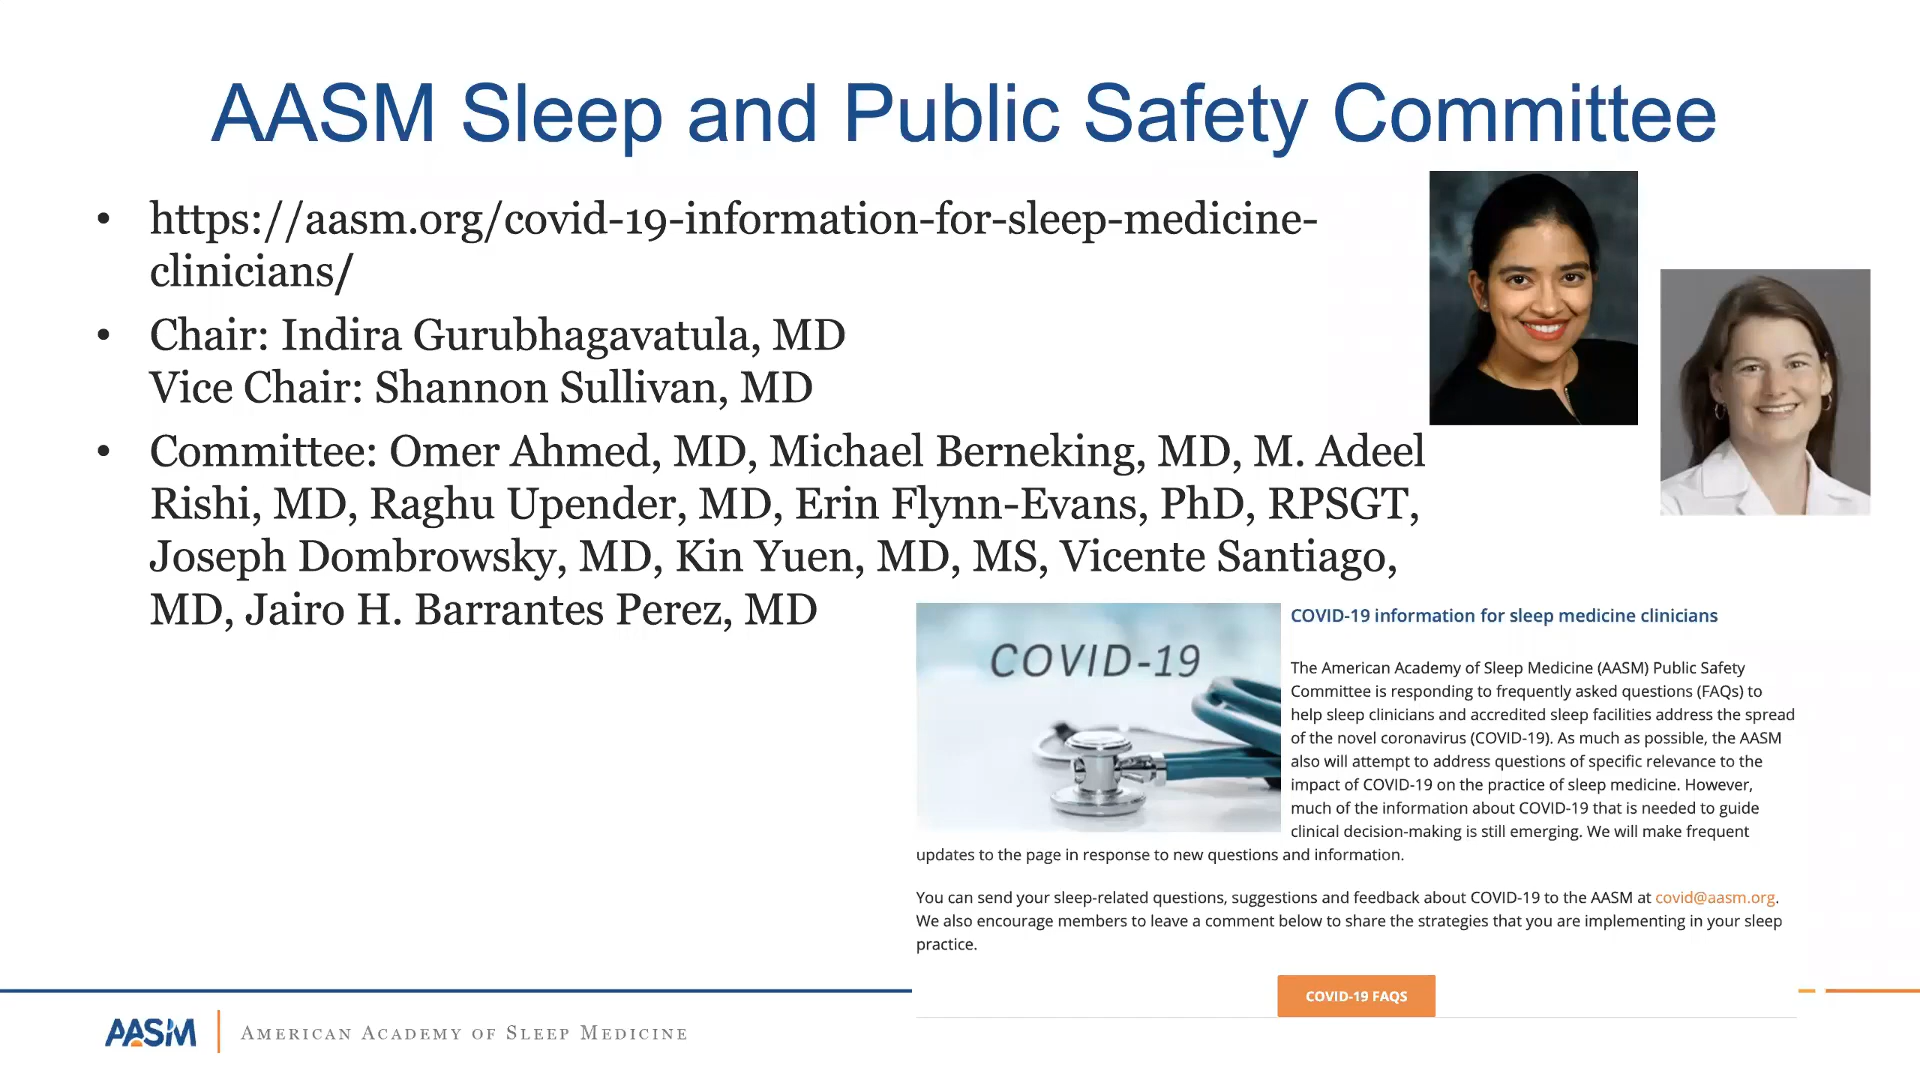 AASM Sleep and Public Safety Committee
• https://aasm.org/covid-19-information-for-sleep-medicine-
clinicians/
• Chair: Indira Gurubhagavatula, MD
Vice Chair: Shannon Sullivan, MD
• Committee: Omer Ahmed, MD, Michael Berneking, MD, M. Adeel
Rishi, MD, Raghu Upender, MD, Erin Flynn-Evans, PhD, RPSGT,
Joseph Dombrowsky, MD, Kin Yuen, MD, MS, Vicente Santiago,
MD, Jairo H. Barrantes Perez, MD
COVID-19
COVID-19 information for sleep medicine clinicians
The American Academy of Sleep Medicine (AASM) Public Safety
Committee is responding to frequently asked questions (FAQs) to
help sleep clinicians and accredited sleep facilities address the spread
of the novel coronavirus (COVID-19). As much as possible, the AASM
also will attempt to address questions of specific relevance to the
impact of COVID-19 on the practice of sleep medicine. However,
much of the information about COVID-19 that is needed to guide
clinical decision-making is still emerging. We will make frequent
updates to the page in response to new questions and information.
You can send your sleep-related questions, suggestions and feedback about COVID-19 to the AASM at covid@aasm.org.
We also encourage members to leave a comment below to share the strategies that you are implementing in your sleep
practice.
COVID-19 FAQS
AASM
American Academy of Sleep Medicine